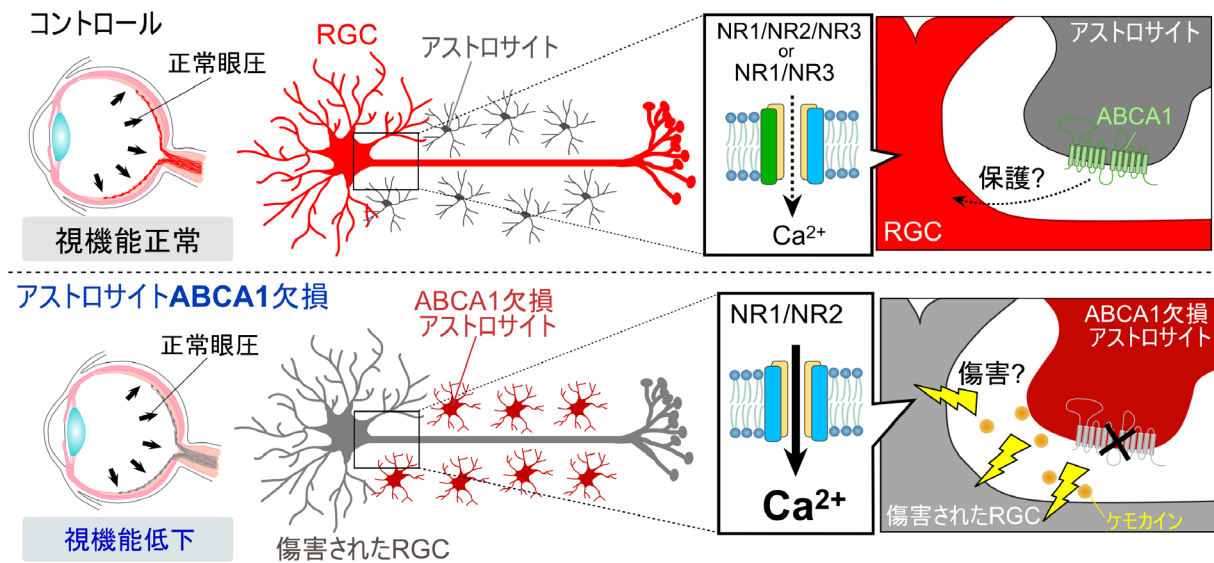 コントロール
正常眼圧
視機能正常
RGC
アストロサイト
NR1/NR2/NR3
or
NR1/NR3
Ca²⁺
アストロサイト
ABCA1
保護?
RGC
アストロサイトABCA1欠損
正常眼圧
視機能低下
ABCA1欠損
アストロサイト
傷害されたRGC
NR1/NR2
Ca²⁺
ABCA1欠損
アストロサイト
傷害?
傷害されたRGC
ケモカイン